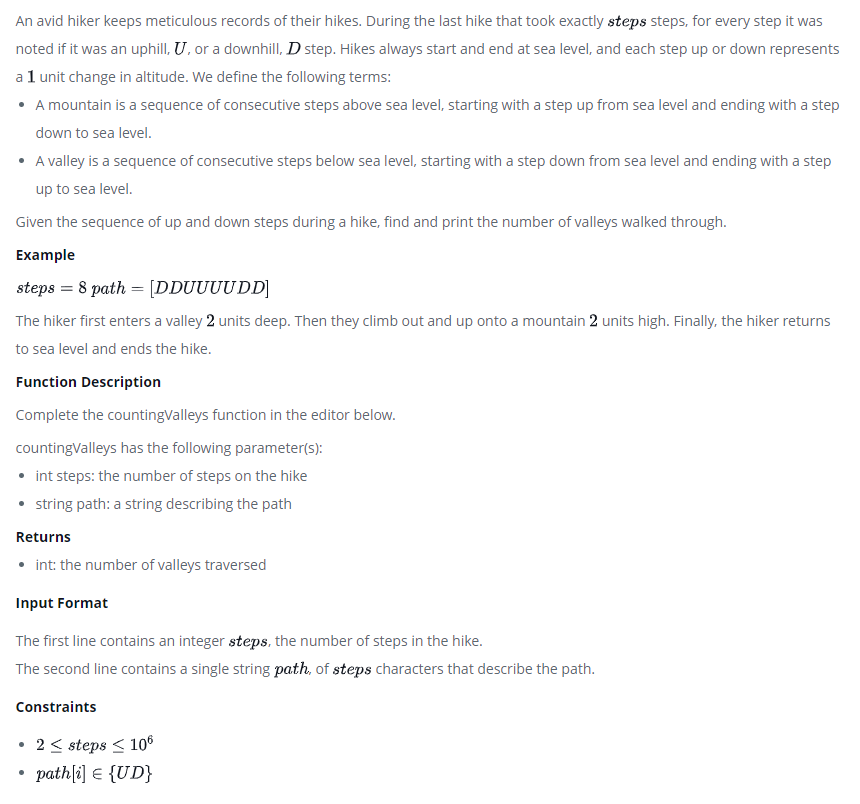 An avid hiker keeps meticulous records of their hikes. During the last hike that took exactly steps steps, for every step it was
noted if it was an uphill, U, or a downhill, D step. Hikes always start and end at sea level, and each step up or down represents
a 1 unit change in altitude. We define the following terms:
• A mountain is a sequence of consecutive steps above sea level, starting with a step up from sea level and ending with a step
down to sea level.
• A valley is a sequence of consecutive steps below sea level, starting with a step down from sea level and ending with a step
up to sea level.
Given the sequence of up and down steps during a hike, find and print the number of valleys walked through.
Example
steps = 8 path = [DDUUUUDD]
The hiker first enters a valley 2 units deep. Then they climb out and up onto a mountain 2 units high. Finally, the hiker returns
to sea level and ends the hike.
Function Description
Complete the countingValleys function in the editor below.
countingValleys has the following parameter(s):
• int steps: the number of steps on the hike
• string path: a string describing the path
Returns
• int: the number of valleys traversed
Input Format
The first line contains an integer steps, the number of steps in the hike.
The second line contains a single string path, of steps characters that describe the path.
Constraints
• 2 ≤ steps ≤ 10⁶
• path[i] ∈ {UD}